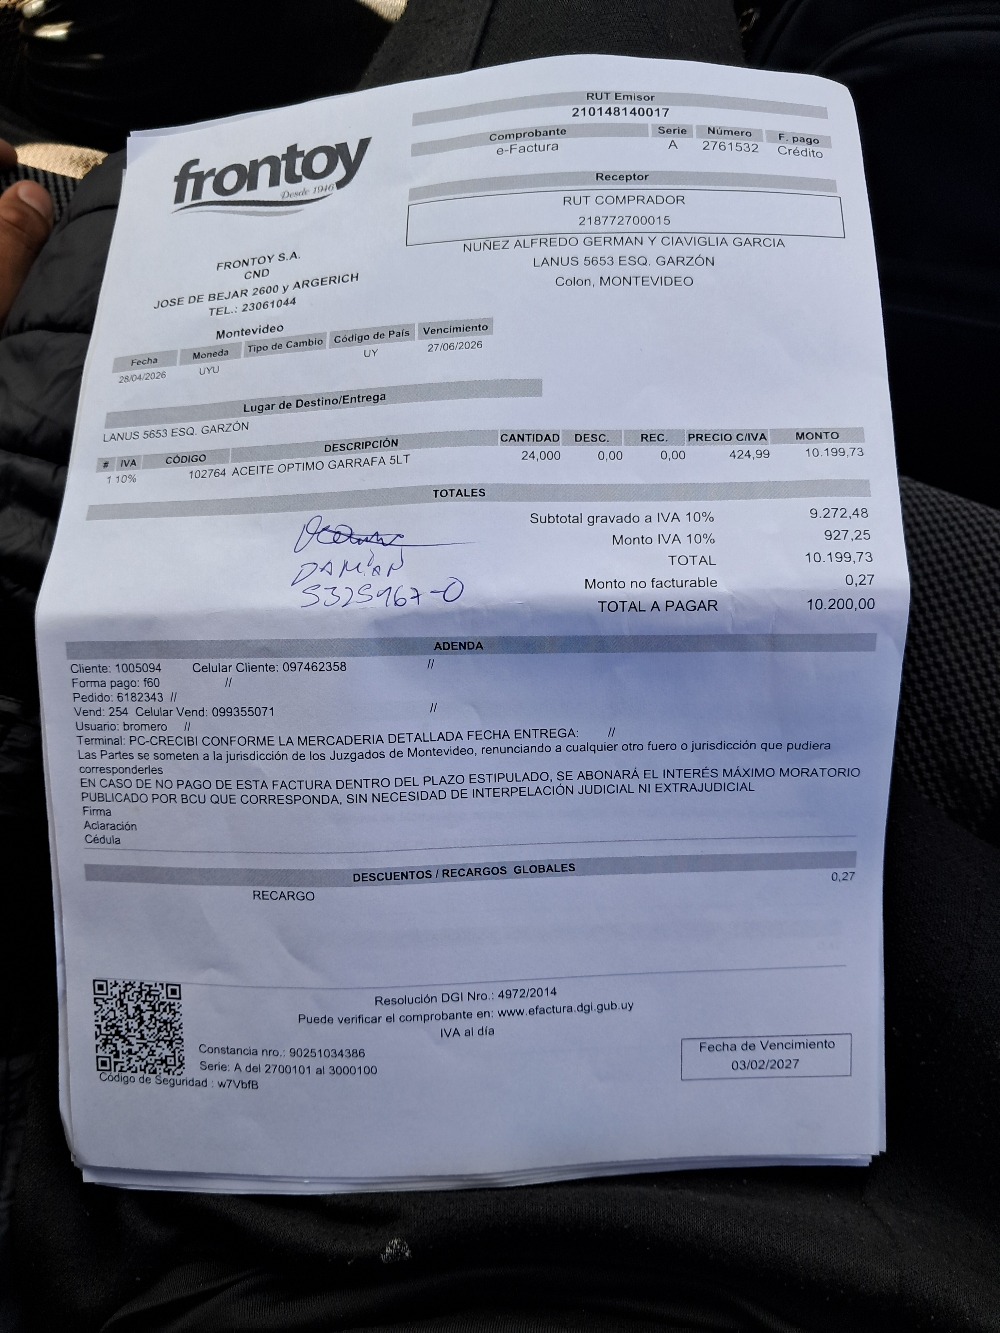 RUT Emisor
210148140017
Comprobante Serie Número F. pago
e-Factura A 2761532 Crédito
frontoy
Desde 1946
Receptor
RUT COMPRADOR
218772700015
NUÑEZ ALFREDO GERMAN Y CIAVIGLIA GARCIA
LANUS 5653 ESQ. GARZÓN
Colon, MONTEVIDEO
FRONTOY S.A.
CND
JOSE DE BEJAR 2600 y ARGERICH
TEL.: 23061044
Montevideo
Fecha Moneda Tipo de Cambio Código de País Vencimiento
28/04/2026 UYU UY 27/06/2026
Lugar de Destino/Entrega
LANUS 5653 ESQ. GARZÓN
# IVA CÓDIGO DESCRIPCIÓN CANTIDAD DESC. REC. PRECIO C/IVA MONTO
1 10% 102764 ACEITE OPTIMO GARRAFA 5LT 24,000 0,00 0,00 424,99 10.199,73
TOTALES
Subtotal gravado a IVA 10% 9.272,48
Monto IVA 10% 927,25
TOTAL 10.199,73
Monto no facturable 0,27
TOTAL A PAGAR 10.200,00
DAMIAN
5325967-0
ADENDA
Cliente: 1005094 Celular Cliente: 097462358 //
Forma pago: f60 //
Pedido: 6182343 //
Vend: 254 Celular Vend: 099355071 //
Usuario: bromero //
Terminal: PC-CRECIBI CONFORME LA MERCADERIA DETALLADA FECHA ENTREGA: //
Las Partes se someten a la jurisdicción de los Juzgados de Montevideo, renunciando a cualquier otro fuero o jurisdicción que pudiera
corresponderles
EN CASO DE NO PAGO DE ESTA FACTURA DENTRO DEL PLAZO ESTIPULADO, SE ABONARÁ EL INTERÉS MÁXIMO MORATORIO
PUBLICADO POR BCU QUE CORRESPONDA, SIN NECESIDAD DE INTERPELACIÓN JUDICIAL NI EXTRAJUDICIAL
Firma
Aclaración
Cédula
DESCUENTOS / RECARGOS GLOBALES
RECARGO 0,27
Resolución DGI Nro.: 4972/2014
Puede verificar el comprobante en: www.efactura.dgi.gub.uy
IVA al día
Constancia nro.: 90251034386
Serie: A del 2700101 al 3000100
Código de Seguridad : w7VbfB
Fecha de Vencimiento
03/02/2027